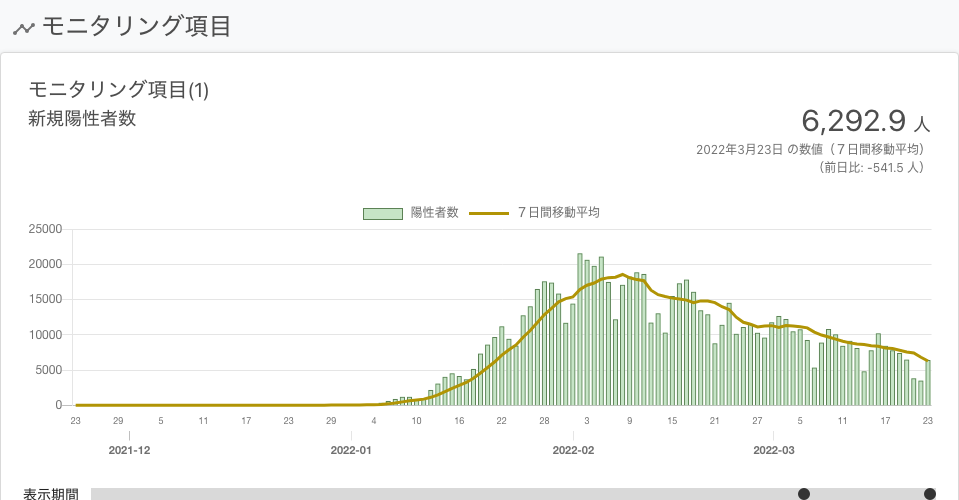 モニタリング項目
モニタリング項目(1)
新規陽性者数
6,292.9 人
2022年3月23日 の数値（７日間移動平均）
（前日比: -541.5 人）
陽性者数 ７日間移動平均
25000
20000
15000
10000
5000
0
23 29 5 11 17 23 29 4 10 16 22 28 3 9 15 21 27 5 11 17 23
2021-12 2022-01 2022-02 2022-03
表示期間